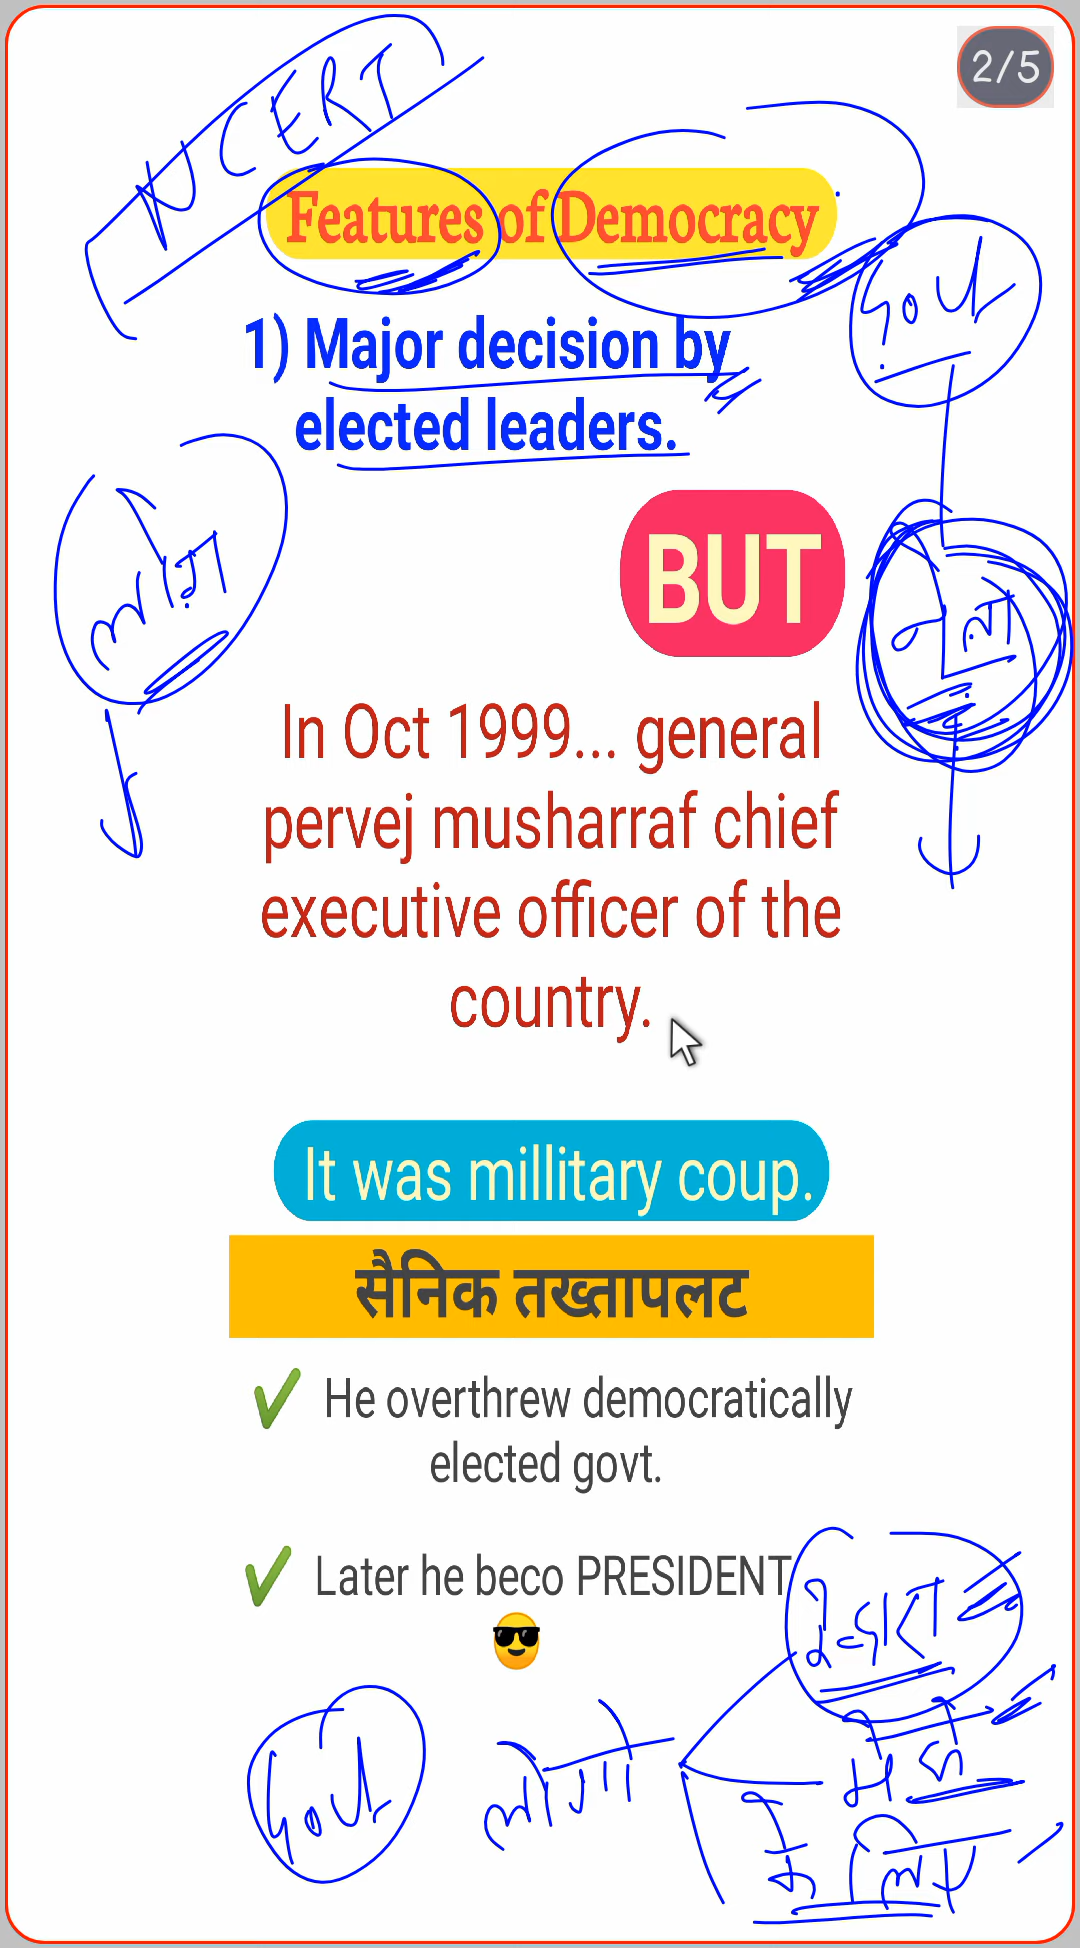 2/5
NCERT
Features of Democracy
Govt
1) Major decision by
elected leaders.
BUT
In Oct 1999... general
pervej musharraf chief
executive officer of the
country.
It was millitary coup.
सैनिक तख्तापलट
✔ He overthrew democratically
elected govt.
✔ Later he beco PRESIDENT
😎
Govt
के लिए